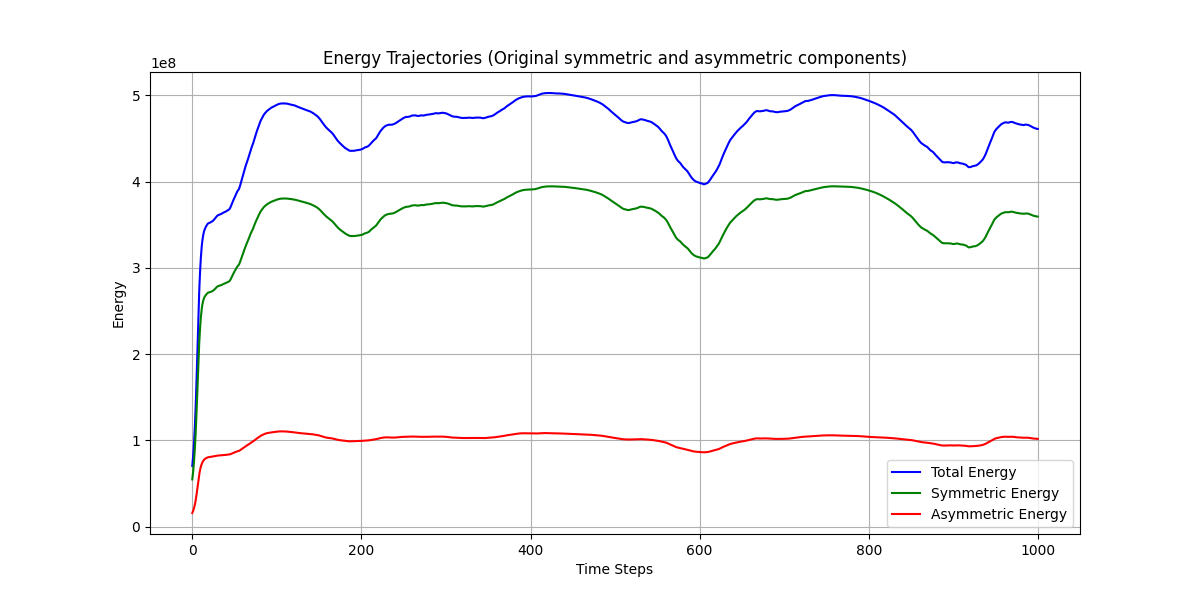 Energy Trajectories (Original symmetric and asymmetric components)
1e8
5
4
3
2
1
0
Energy
0 200 400 600 800 1000
Time Steps
Total Energy
Symmetric Energy
Asymmetric Energy